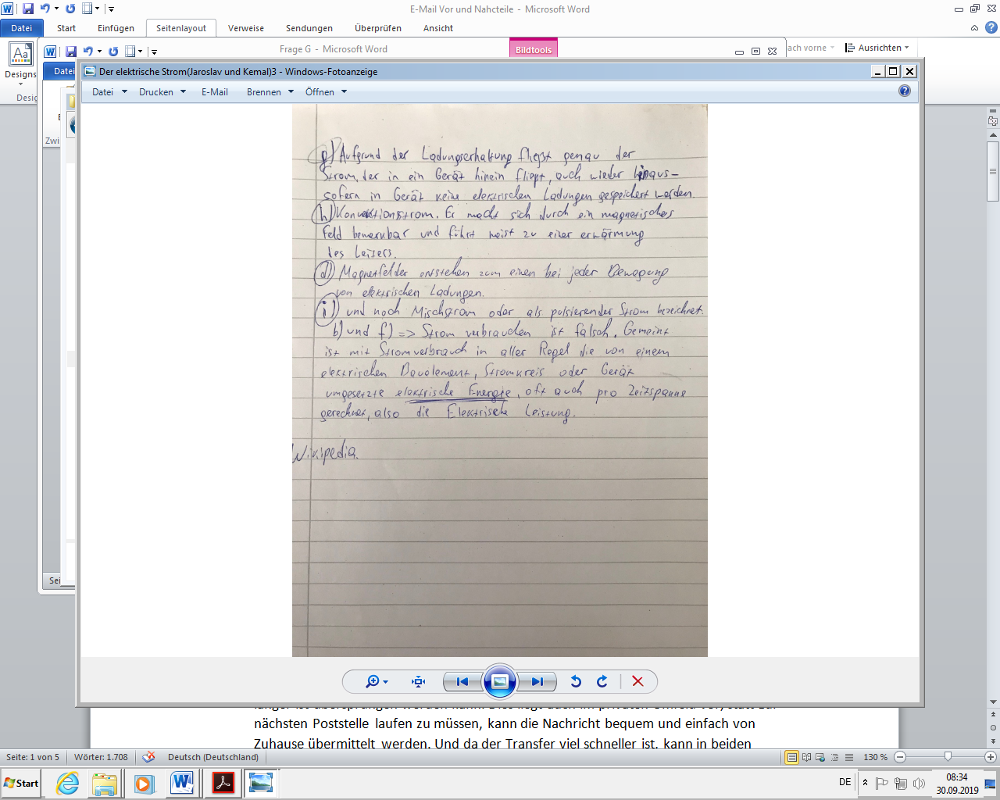 E-Mail Vor und Nahcteile - Microsoft Word
Datei Start Einfügen Seitenlayout Verweise Sendungen Überprüfen Ansicht
Frage G - Microsoft Word
Bildtools
ach vorne
Ausrichten
Designs
Desig
Datei
Zwi
Sei
Der elektrische Strom(Jaroslav und Kemal)3 - Windows-Fotoanzeige
Datei Drucken E-Mail Brennen Öffnen
g) Aufgrund der Ladungserhaltung fließt genau der
Strom, der in ein Gerät hinein fließt, auch wieder hinaus-
sofern in Gerät keine elektrischen Ladungen gespeichert werden.
h) Konvektionstrom. Er macht sich durch ein magnetisches
Feld bemerkbar und führt meist zu einer erwärmung
des Leiters.
d) Magnetfelder entstehen zum einen bei jeder Bewegung
von elektrischen Ladungen.
i) und noch Mischstrom oder als pulsierender Strom bezeichnet.
b) und f) => Strom verbrauchen ist falsch. Gemeint
ist mit Stromverbrauch in aller Regel die von einem
elektrischen Bauelement, Stromkreis oder Gerät
umgesetzte elektrische Energie, oft auch pro Zeitspanne
gerechnet, also die Elektrische Leistung.
Wikipedia.
nächsten Poststelle laufen zu müssen, kann die Nachricht bequem und einfach von
Zuhause übermittelt werden. Und da der Transfer viel schneller ist, kann in beiden
Seite: 1 von 5 Wörter: 1.708 Deutsch (Deutschland) 130 %
Start
DE
08:34
30.09.2019